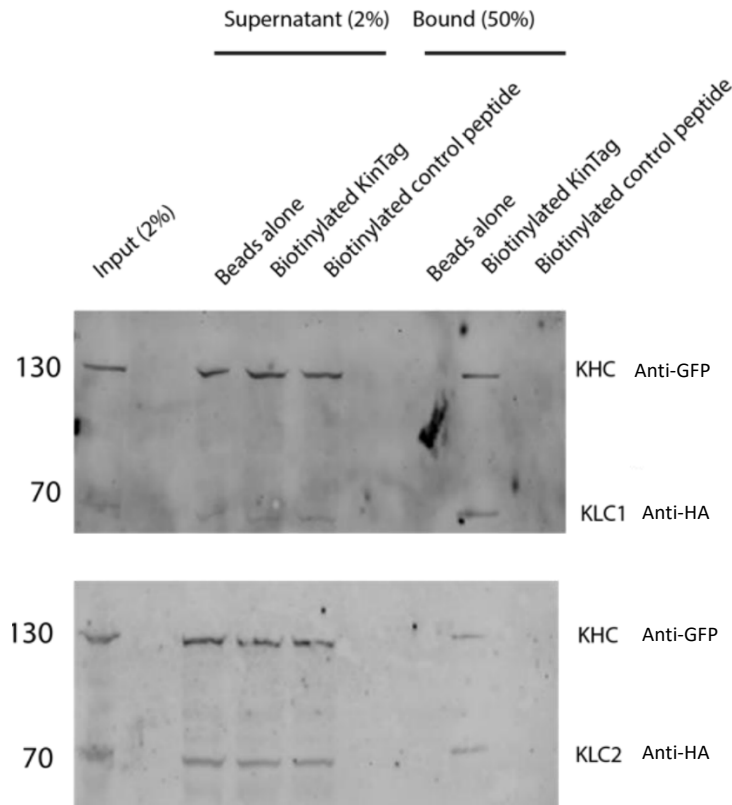 Supernatant (2%) Bound (50%)
Input (2%)
Beads alone
Biotinylated KinTag
Biotinylated control peptide
Beads alone
Biotinylated KinTag
Biotinylated control peptide
130 KHC Anti-GFP
70 KLC1 Anti-HA
130 KHC Anti-GFP
70 KLC2 Anti-HA